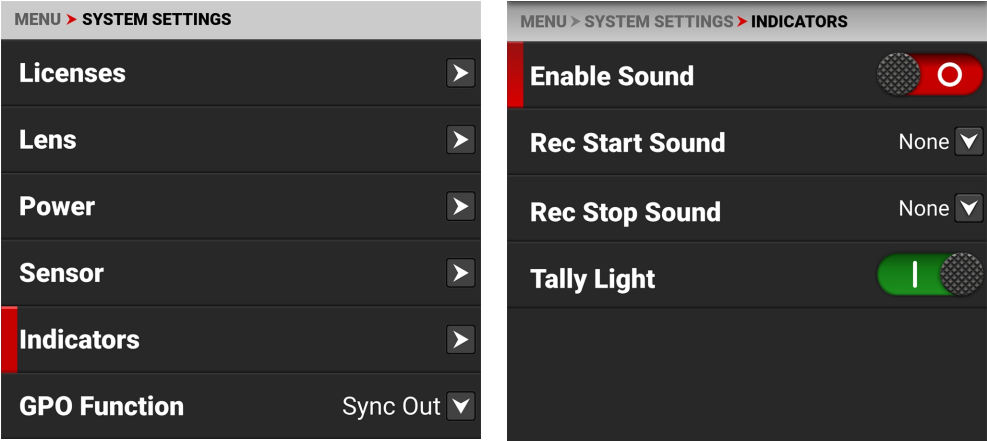 MENU > SYSTEM SETTINGS
Licenses
Lens
Power
Sensor
Indicators
GPO Function Sync Out
MENU > SYSTEM SETTINGS > INDICATORS
Enable Sound
Rec Start Sound None
Rec Stop Sound None
Tally Light